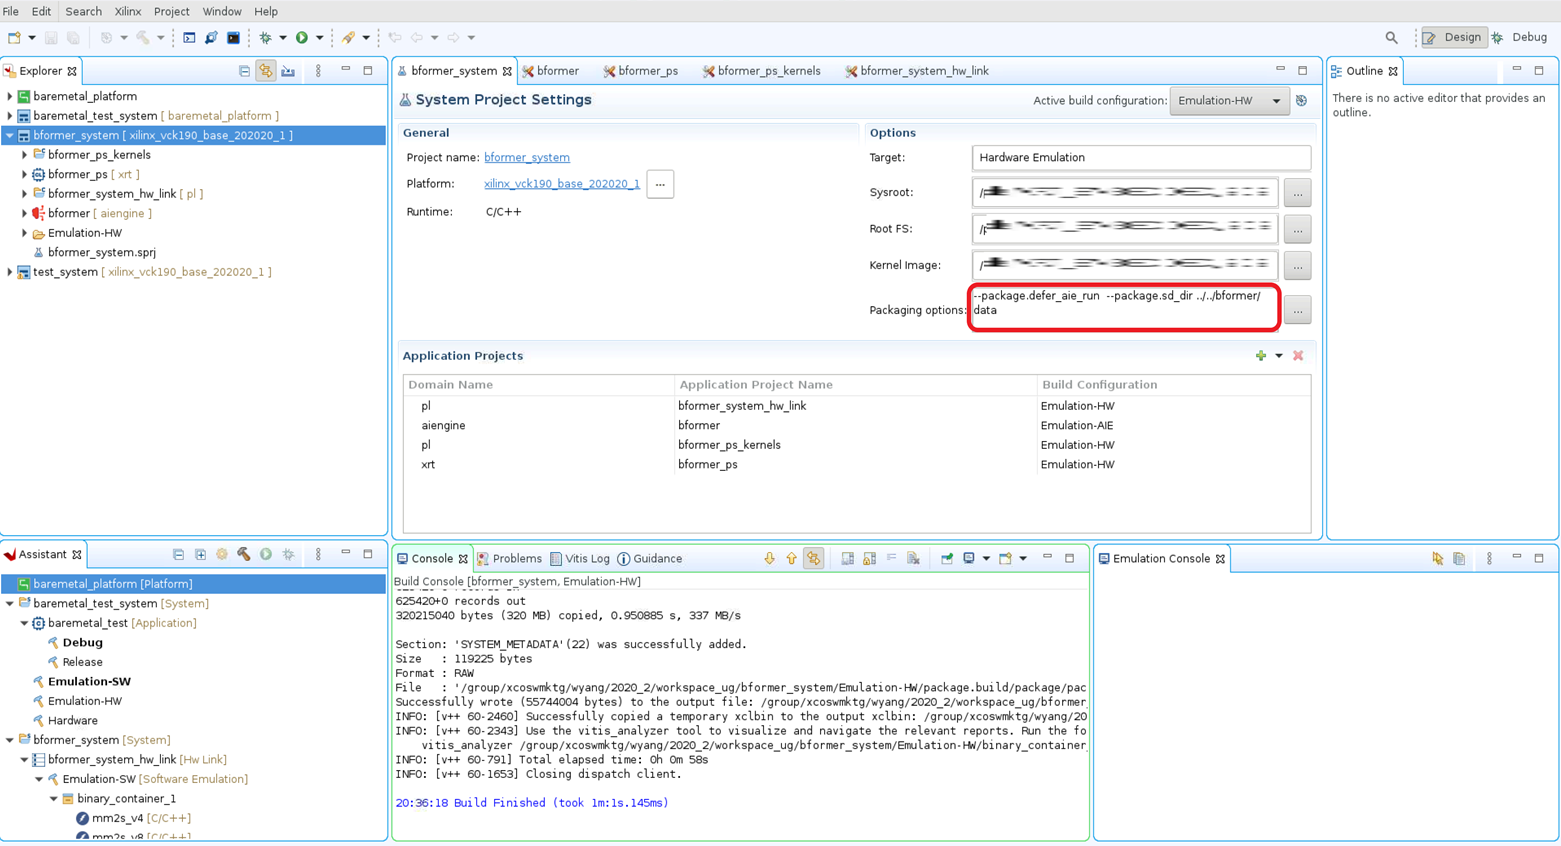 File Edit Search Xilinx Project Window Help
Design Debug
Explorer
baremetal_platform
baremetal_test_system [ baremetal_platform ]
bformer_system [ xilinx_vck190_base_202020_1 ]
bformer_ps_kernels
bformer_ps [ xrt ]
bformer_system_hw_link [ pl ]
bformer [ aiengine ]
Emulation-HW
bformer_system.sprj
test_system [ xilinx_vck190_base_202020_1 ]
bformer_system bformer bformer_ps bformer_ps_kernels bformer_system_hw_link
System Project Settings
Active build configuration: Emulation-HW
General
Project name: bformer_system
Platform: xilinx_vck190_base_202020_1 ...
Runtime: C/C++
Options
Target: Hardware Emulation
Sysroot: / ...
Root FS: / ...
Kernel Image: / ...
Packaging options: --package.defer_aie_run --package.sd_dir ../../bformer/
data ...
Application Projects
Domain Name Application Project Name Build Configuration
pl bformer_system_hw_link Emulation-HW
aiengine bformer Emulation-AIE
pl bformer_ps_kernels Emulation-HW
xrt bformer_ps Emulation-HW
Outline
There is no active editor that provides an
outline.
Assistant
baremetal_platform [Platform]
baremetal_test_system [System]
baremetal_test [Application]
Debug
Release
Emulation-SW
Emulation-HW
Hardware
bformer_system [System]
bformer_system_hw_link [Hw Link]
Emulation-SW [Software Emulation]
binary_container_1
mm2s_v4 [C/C++]
mm2s_v8 [C/C++]
Console Problems Vitis Log Guidance
Build Console [bformer_system, Emulation-HW]
625420+0 records out
320215040 bytes (320 MB) copied, 0.950885 s, 337 MB/s
Section: 'SYSTEM_METADATA'(22) was successfully added.
Size : 119225 bytes
Format : RAW
File : '/group/xcoswmktg/wyang/2020_2/workspace_ug/bformer_system/Emulation-HW/package.build/package/pac
Successfully wrote (55744004 bytes) to the output file: /group/xcoswmktg/wyang/2020_2/workspace_ug/bformer_
INFO: [v++ 60-2460] Successfully copied a temporary xclbin to the output xclbin: /group/xcoswmktg/wyang/20
INFO: [v++ 60-2343] Use the vitis_analyzer tool to visualize and navigate the relevant reports. Run the fo
vitis_analyzer /group/xcoswmktg/wyang/2020_2/workspace_ug/bformer_system/Emulation-HW/binary_container_
INFO: [v++ 60-791] Total elapsed time: 0h 0m 58s
INFO: [v++ 60-1653] Closing dispatch client.
20:36:18 Build Finished (took 1m:1s.145ms)
Emulation Console